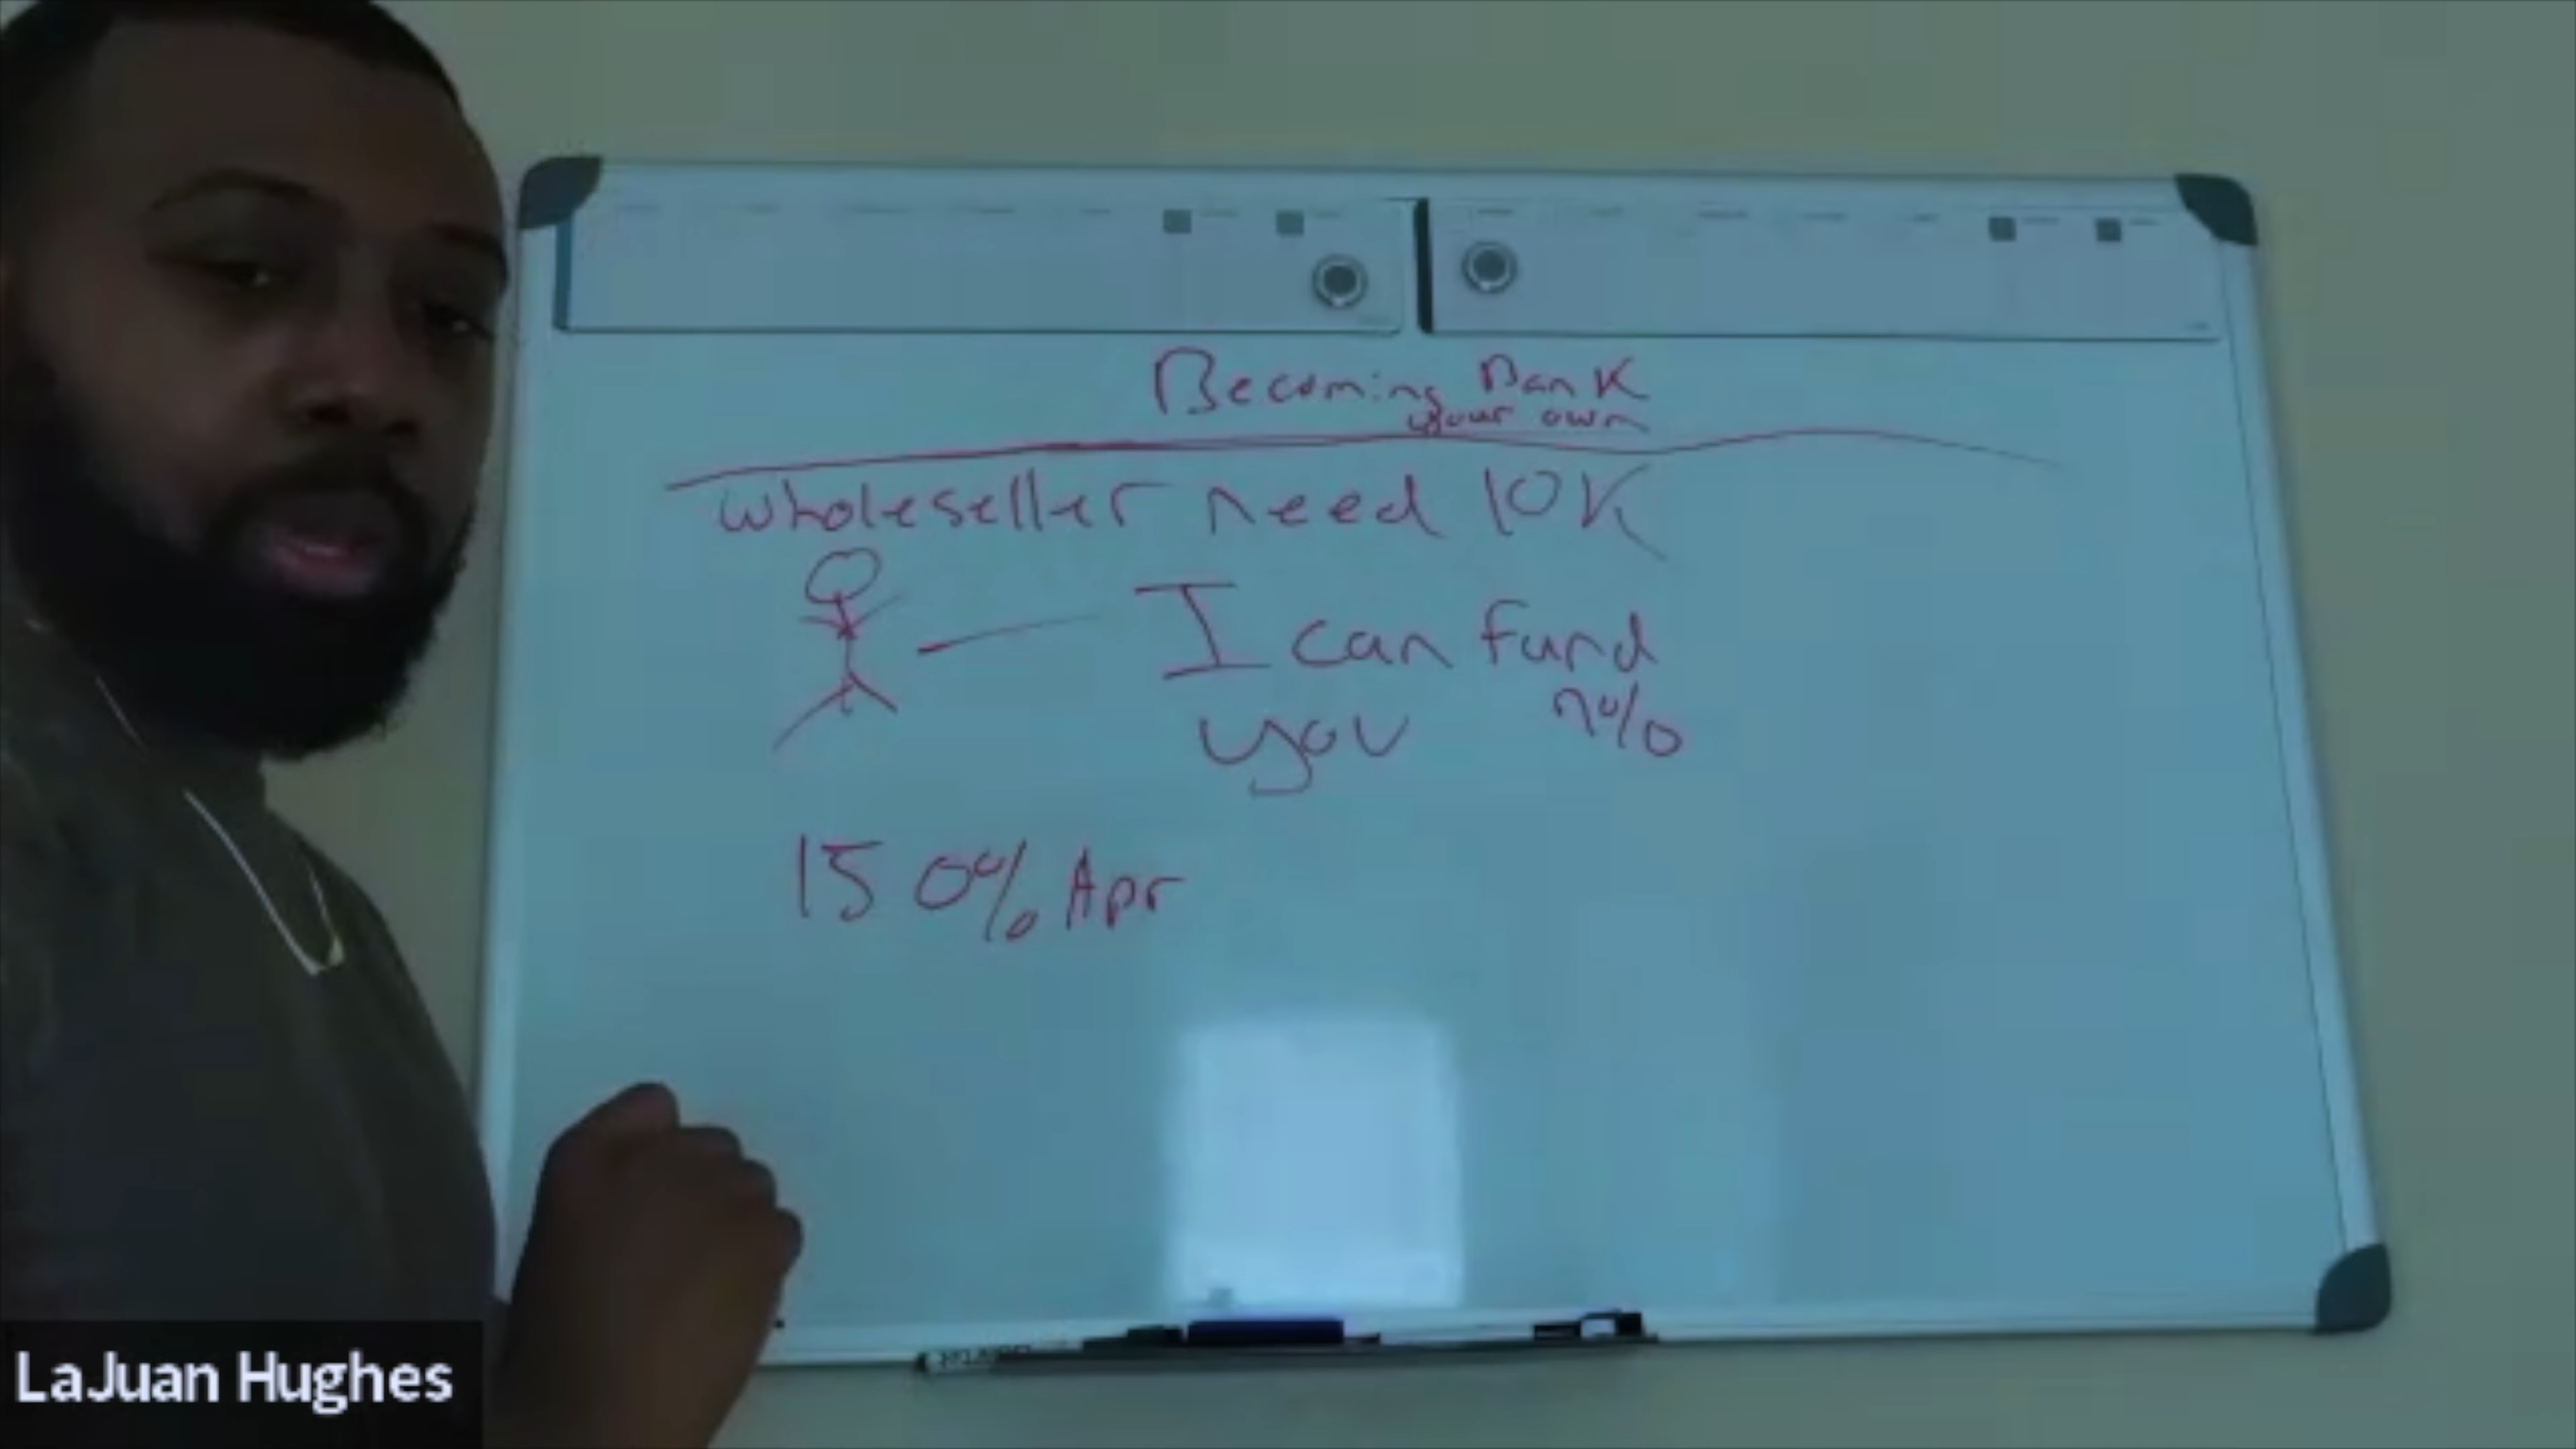 Becoming Bank
your own
wholeseller need 10K
I can fund
you
15 0% Apr
LaJuan Hughes